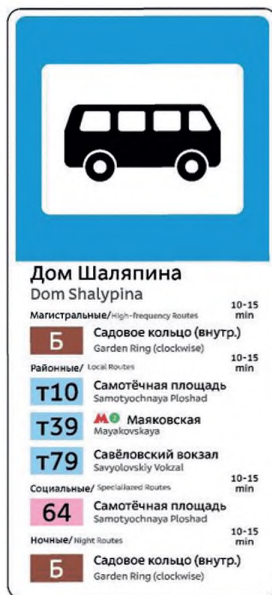 Дом Шаляпина
Dom Shalypina
Магистральные/High-frequency Routes 10-15 min
Б Садовое кольцо (внутр.)
Garden Ring (clockwise)
Районные/ Local Routes 10-15 min
т10 Самотёчная площадь
Samotyochnaya Ploshad
т39 М2 Маяковская
Mayakovskaya
т79 Савёловский вокзал
Savyolovskiy Vokzal
Социальные/ Specialized Routes 10-15 min
64 Самотёчная площадь
Samotyochnaya Ploshad
Ночные/Night Routes 10-15 min
Б Садовое кольцо (внутр.)
Garden Ring (clockwise)